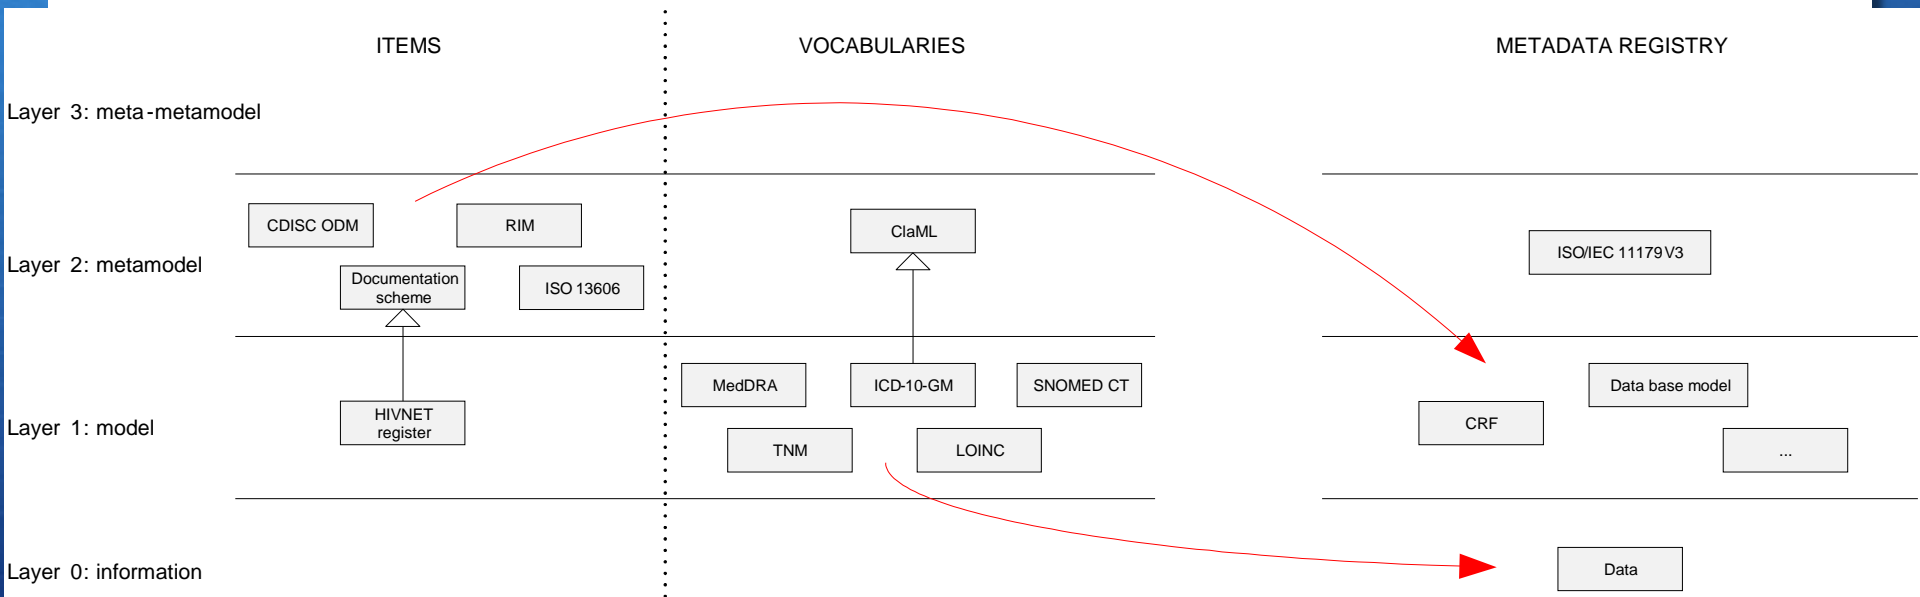 ITEMS
VOCABULARIES
METADATA REGISTRY
Layer 3: meta-metamodel
Layer 2: metamodel
CDISC ODM
RIM
Documentation
scheme
ISO 13606
ClaML
ISO/IEC 11179 V3
Layer 1: model
HIVNET
register
MedDRA
ICD-10-GM
SNOMED CT
TNM
LOINC
CRF
Data base model
...
Layer 0: information
Data